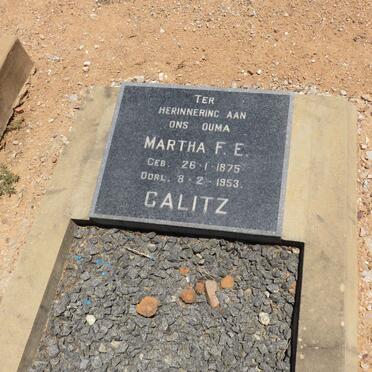 TER
HERINNERING AAN
ONS OUMA
MARTHA F. E.
GEB. 26-1-1875
OORL. 8-2-1953.
CALITZ